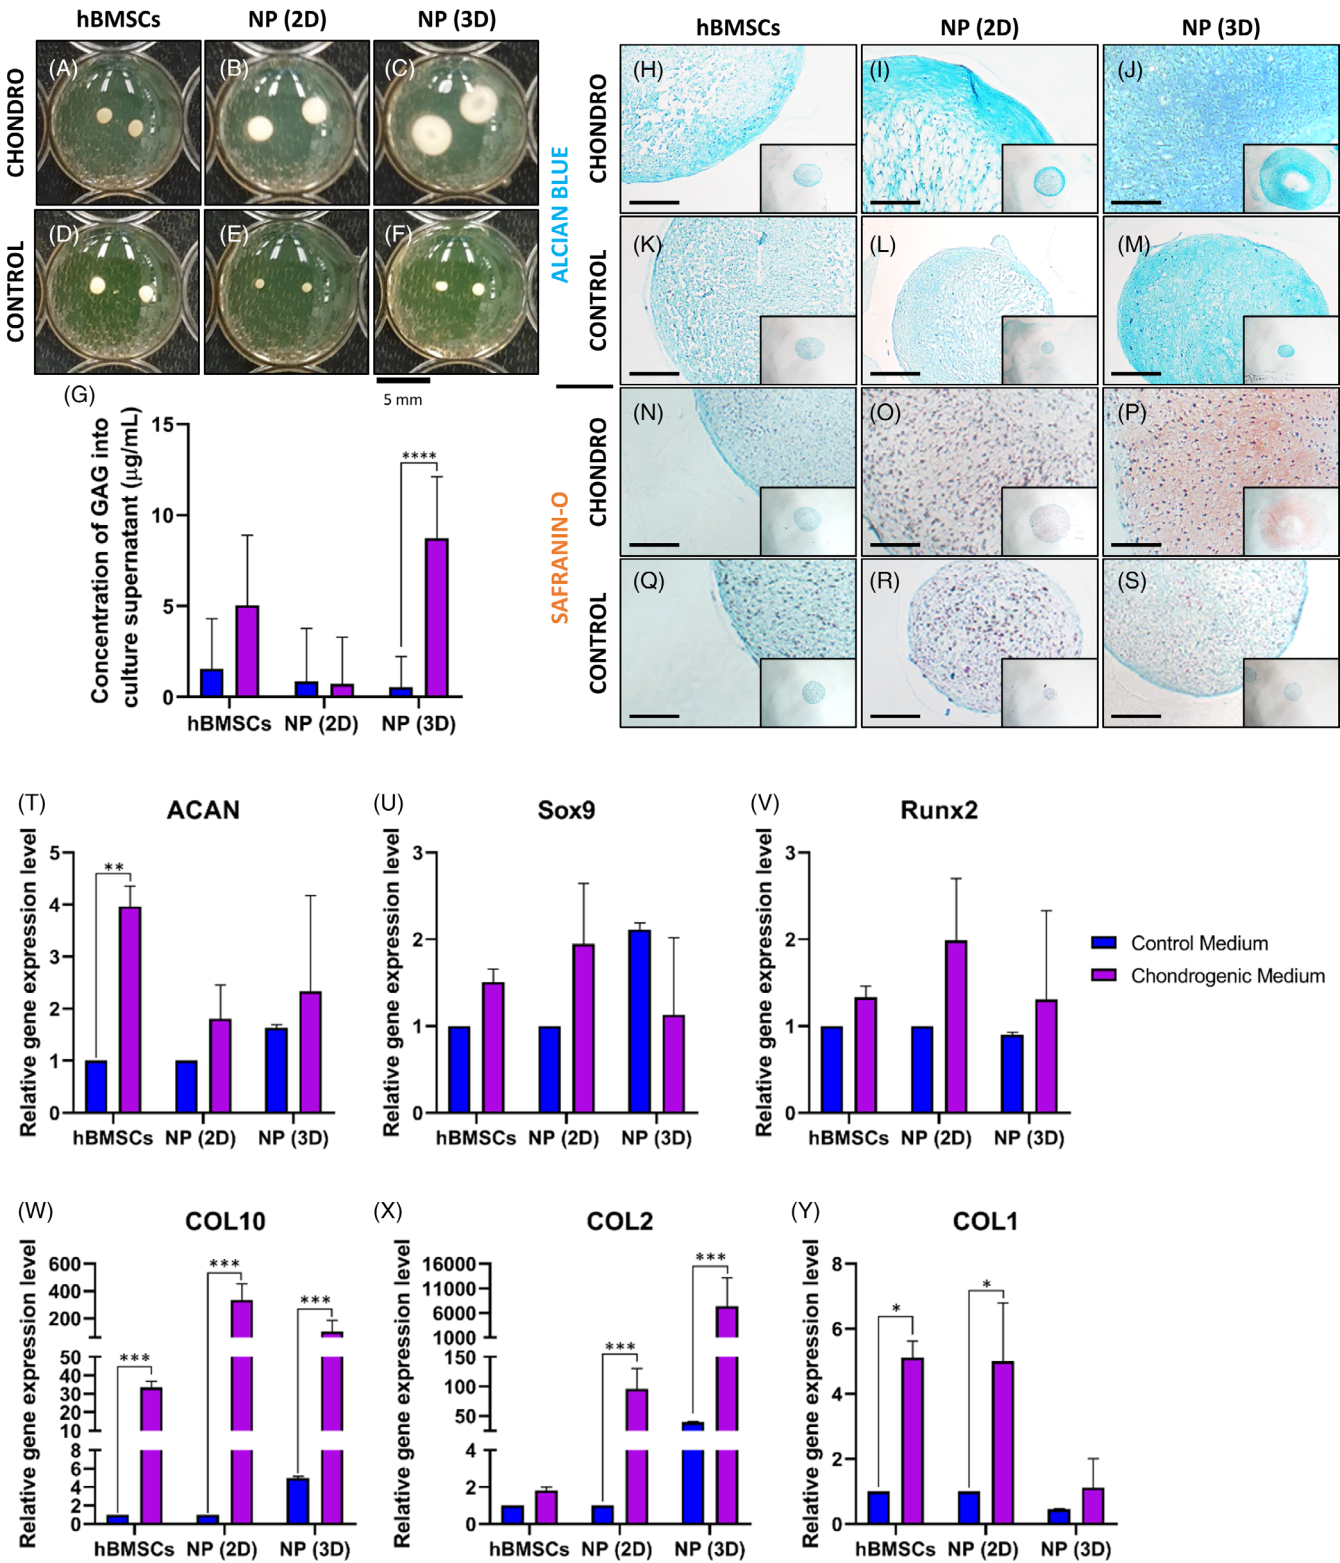 hBMSCs NP (2D) NP (3D)
CHONDRO
(A) (B) (C)
CONTROL
(D) (E) (F)
5 mm
(G)
Concentration of GAG into
culture supernatant (µg/mL)
15
10
5
0
****
hBMSCs NP (2D) NP (3D)
hBMSCs NP (2D) NP (3D)
ALCIAN BLUE
CHONDRO
(H) (I) (J)
CONTROL
(K) (L) (M)
SAFRANIN-O
CHONDRO
(N) (O) (P)
CONTROL
(Q) (R) (S)
(T) ACAN
Relative gene expression level
5
4
3
2
1
0
**
hBMSCs NP (2D) NP (3D)
(U) Sox9
Relative gene expression level
3
2
1
0
hBMSCs NP (2D) NP (3D)
(V) Runx2
Relative gene expression level
3
2
1
0
hBMSCs NP (2D) NP (3D)
Control Medium
Chondrogenic Medium
(W) COL10
Relative gene expression level
600
400
200
50
40
30
20
10
8
6
4
2
0
*** *** ***
hBMSCs NP (2D) NP (3D)
(X) COL2
Relative gene expression level
16000
11000
6000
1000
150
100
50
4
2
0
*** ***
hBMSCs NP (2D) NP (3D)
(Y) COL1
Relative gene expression level
8
6
4
2
0
* *
hBMSCs NP (2D) NP (3D)